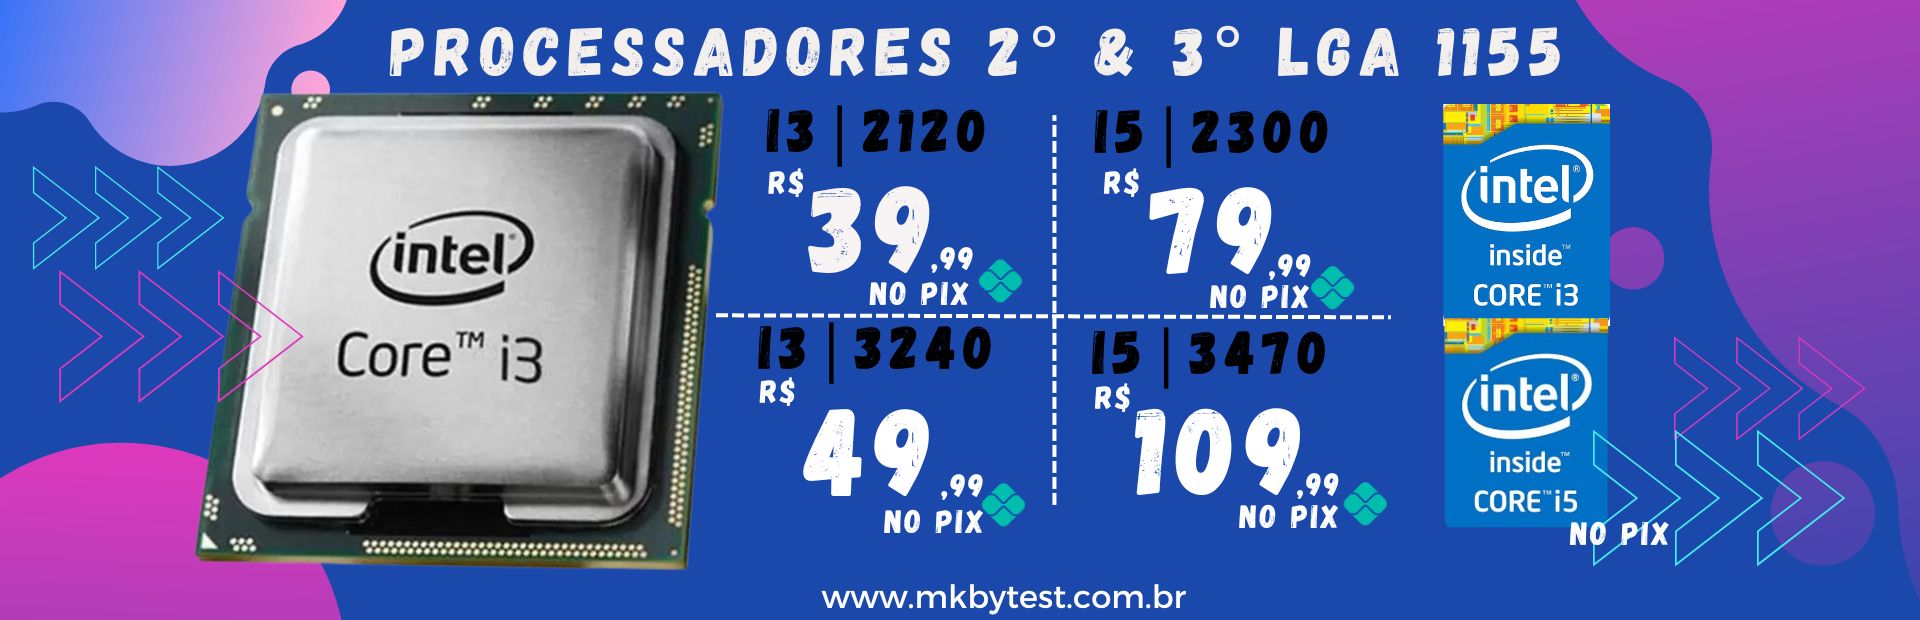 PROCESSADORES 2° & 3° LGA 1155
intel®
Core™ i3
I3 | 2120
R$ 39,99
NO PIX
I5 | 2300
R$ 79,99
NO PIX
I3 | 3240
R$ 49,99
NO PIX
I5 | 3470
R$ 109,99
NO PIX
intel®
inside™
CORE™ i3
intel®
inside™
CORE™ i5
NO PIX
www.mkbytest.com.br